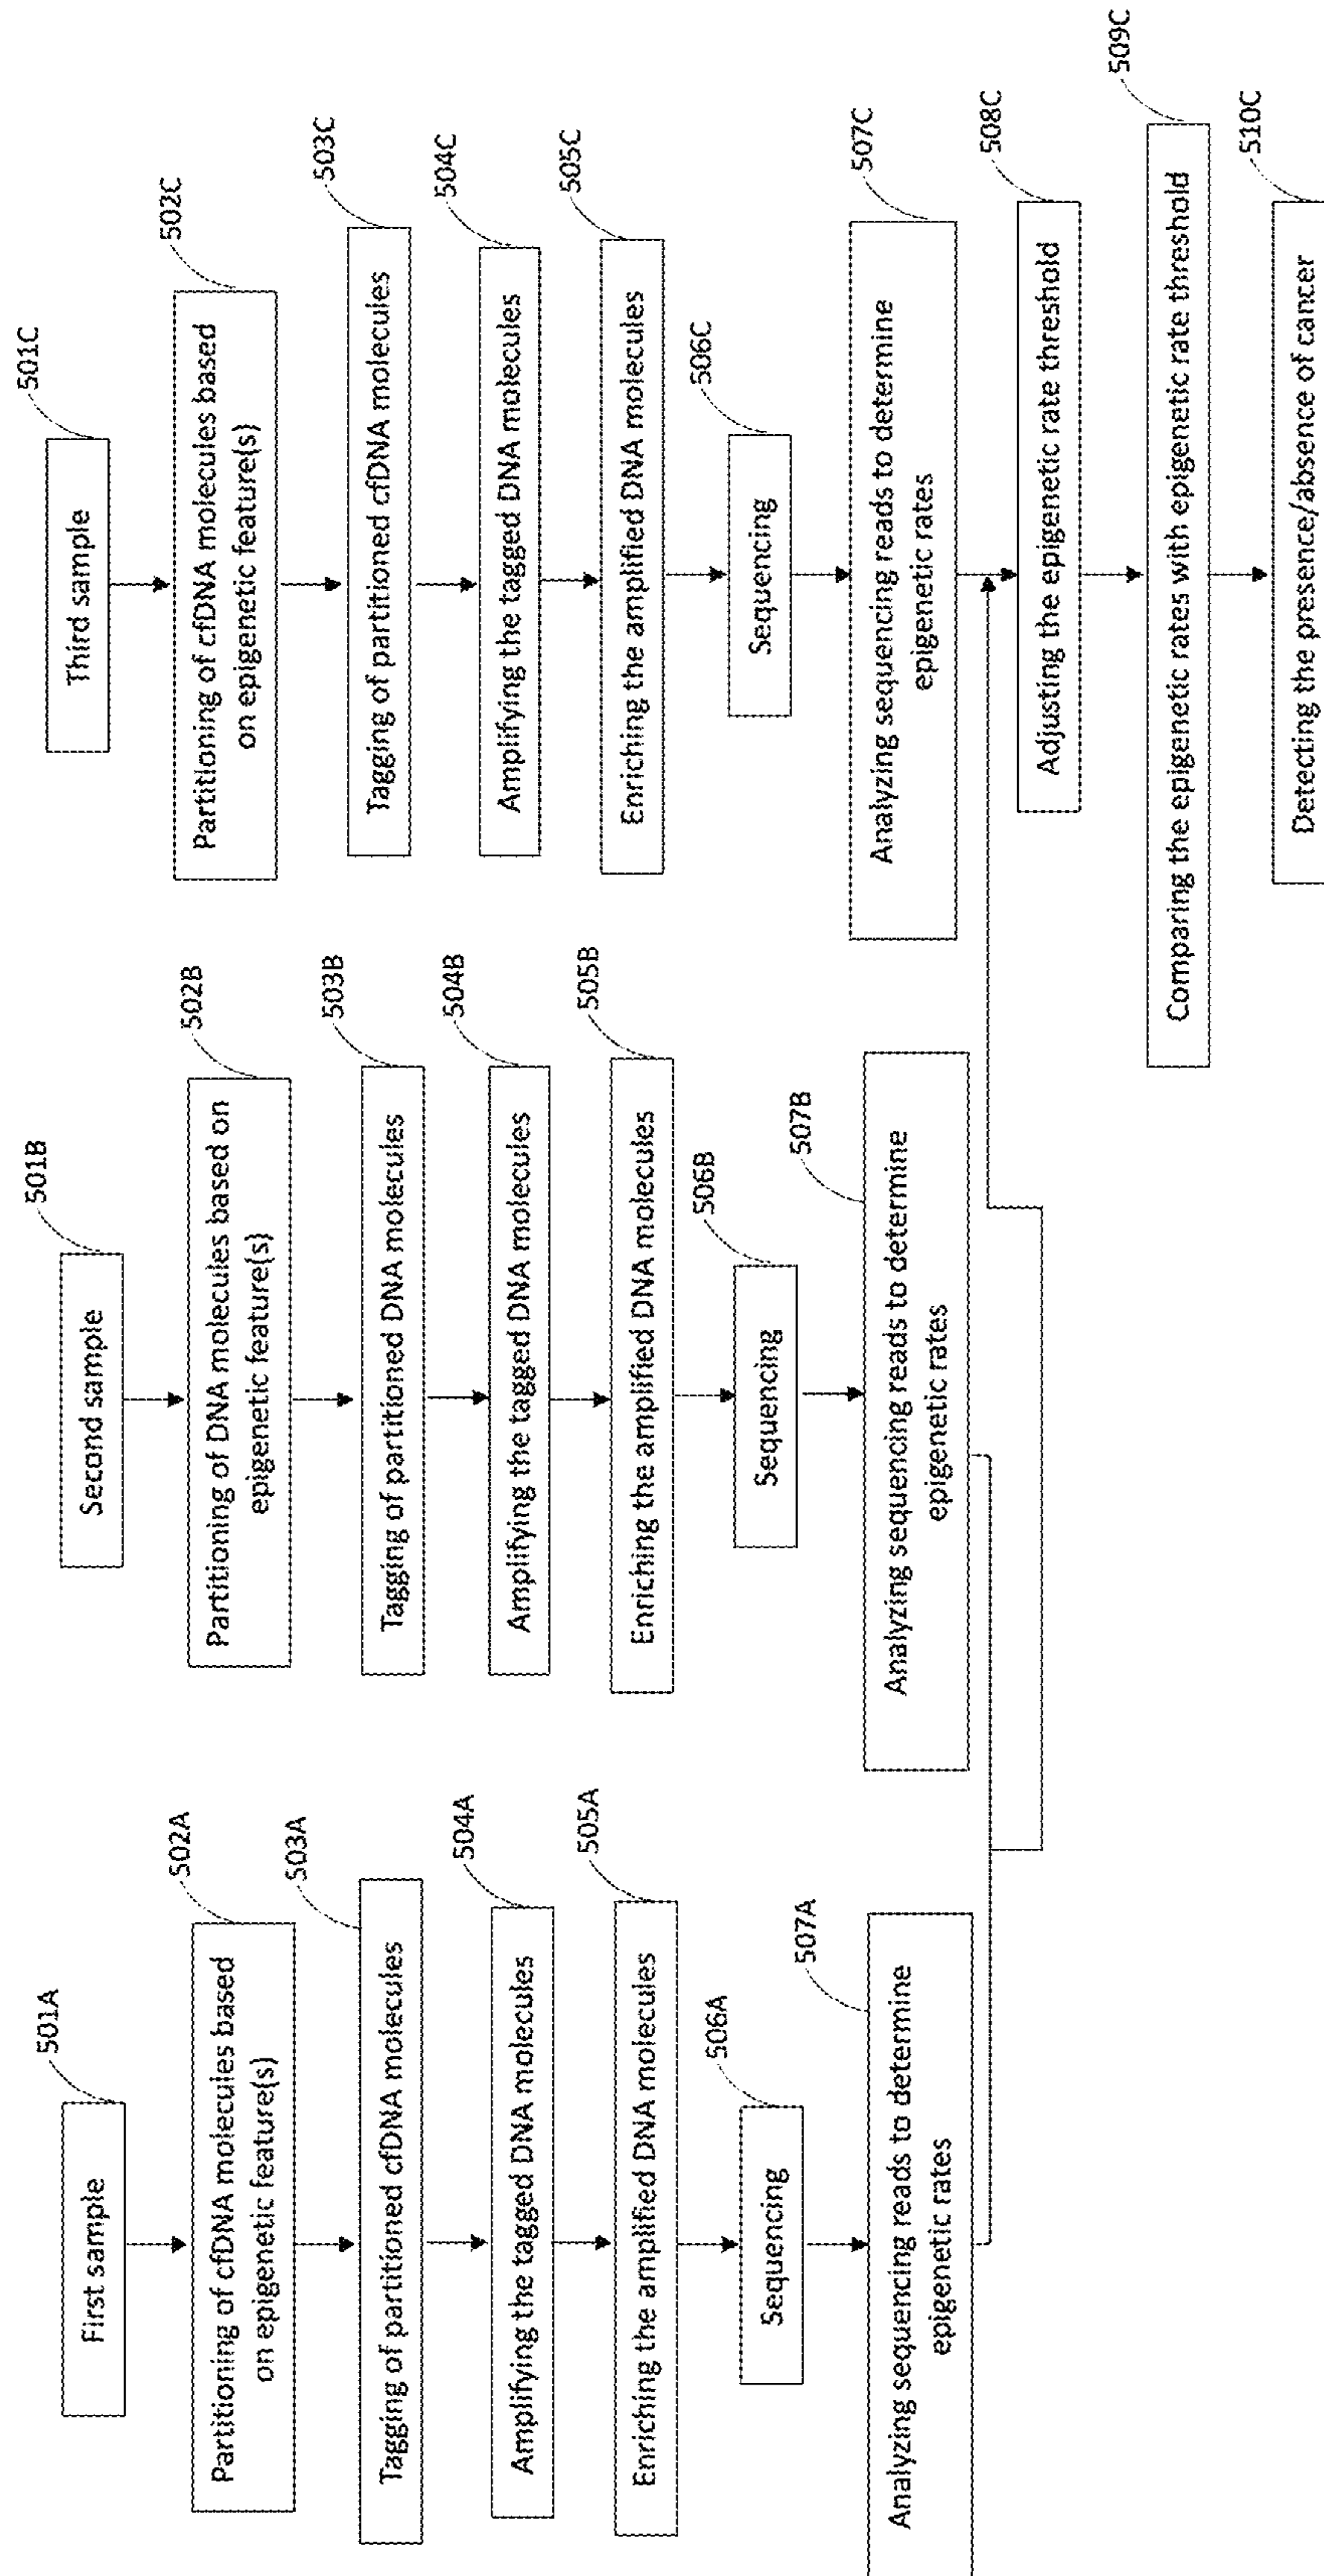 501A
First sample
502A
Partitioning of cfDNA molecules based
on epigenetic feature(s)
503A
Tagging of partitioned cfDNA molecules
504A
Amplifying the tagged DNA molecules
505A
Enriching the amplified DNA molecules
506A
Sequencing
507A
Analyzing sequencing reads to determine
epigenetic rates
501B
Second sample
502B
Partitioning of DNA molecules based on
epigenetic feature(s)
503B
Tagging of partitioned DNA molecules
504B
Amplifying the tagged DNA molecules
505B
Enriching the amplified DNA molecules
506B
Sequencing
507B
Analyzing sequencing reads to determine
epigenetic rates
501C
Third sample
502C
Partitioning of cfDNA molecules based
on epigenetic feature(s)
503C
Tagging of partitioned cfDNA molecules
504C
Amplifying the tagged DNA molecules
505C
Enriching the amplified DNA molecules
506C
Sequencing
507C
Analyzing sequencing reads to determine
epigenetic rates
508C
Adjusting the epigenetic rate threshold
509C
Comparing the epigenetic rates with epigenetic rate threshold
510C
Detecting the presence/absence of cancer